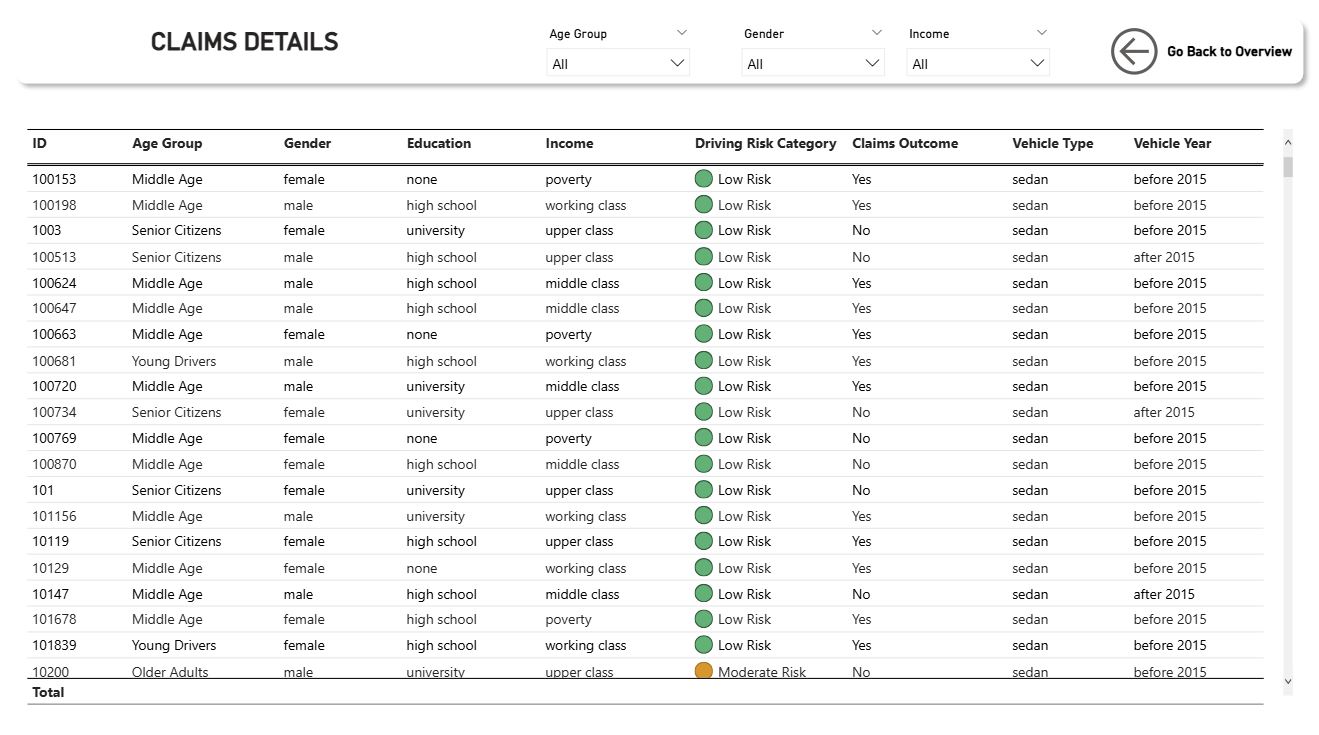 CLAIMS DETAILS
Age Group
Gender
Income
All
All
All
Go Back to Overview
ID Age Group Gender Education Income Driving Risk Category Claims Outcome Vehicle Type Vehicle Year
100153 Middle Age female none poverty Low Risk Yes sedan before 2015
100198 Middle Age male high school working class Low Risk Yes sedan before 2015
1003 Senior Citizens female university upper class Low Risk No sedan before 2015
100513 Senior Citizens male high school upper class Low Risk No sedan after 2015
100624 Middle Age male high school middle class Low Risk Yes sedan before 2015
100647 Middle Age male high school middle class Low Risk Yes sedan before 2015
100663 Middle Age female none poverty Low Risk Yes sedan before 2015
100681 Young Drivers male high school working class Low Risk Yes sedan before 2015
100720 Middle Age male university middle class Low Risk Yes sedan before 2015
100734 Senior Citizens female university upper class Low Risk No sedan after 2015
100769 Middle Age female none poverty Low Risk No sedan before 2015
100870 Middle Age female high school middle class Low Risk No sedan before 2015
101 Senior Citizens female university upper class Low Risk No sedan before 2015
101156 Middle Age male university working class Low Risk Yes sedan before 2015
10119 Senior Citizens female high school upper class Low Risk Yes sedan before 2015
10129 Middle Age female none working class Low Risk Yes sedan before 2015
10147 Middle Age male high school middle class Low Risk No sedan after 2015
101678 Middle Age female high school poverty Low Risk Yes sedan before 2015
101839 Young Drivers female high school working class Low Risk Yes sedan before 2015
10200 Older Adults male university upper class Moderate Risk No sedan before 2015
Total